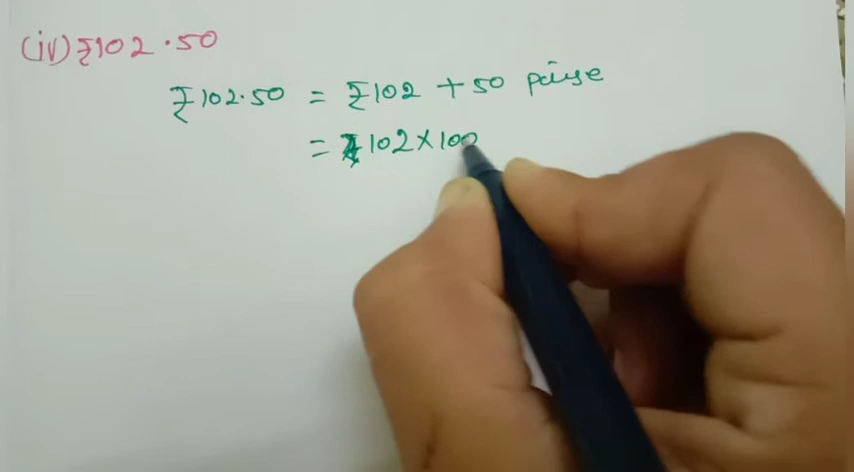 (iv) ₹102.50
₹102.50 = ₹102 + 50 paise
= 102×100